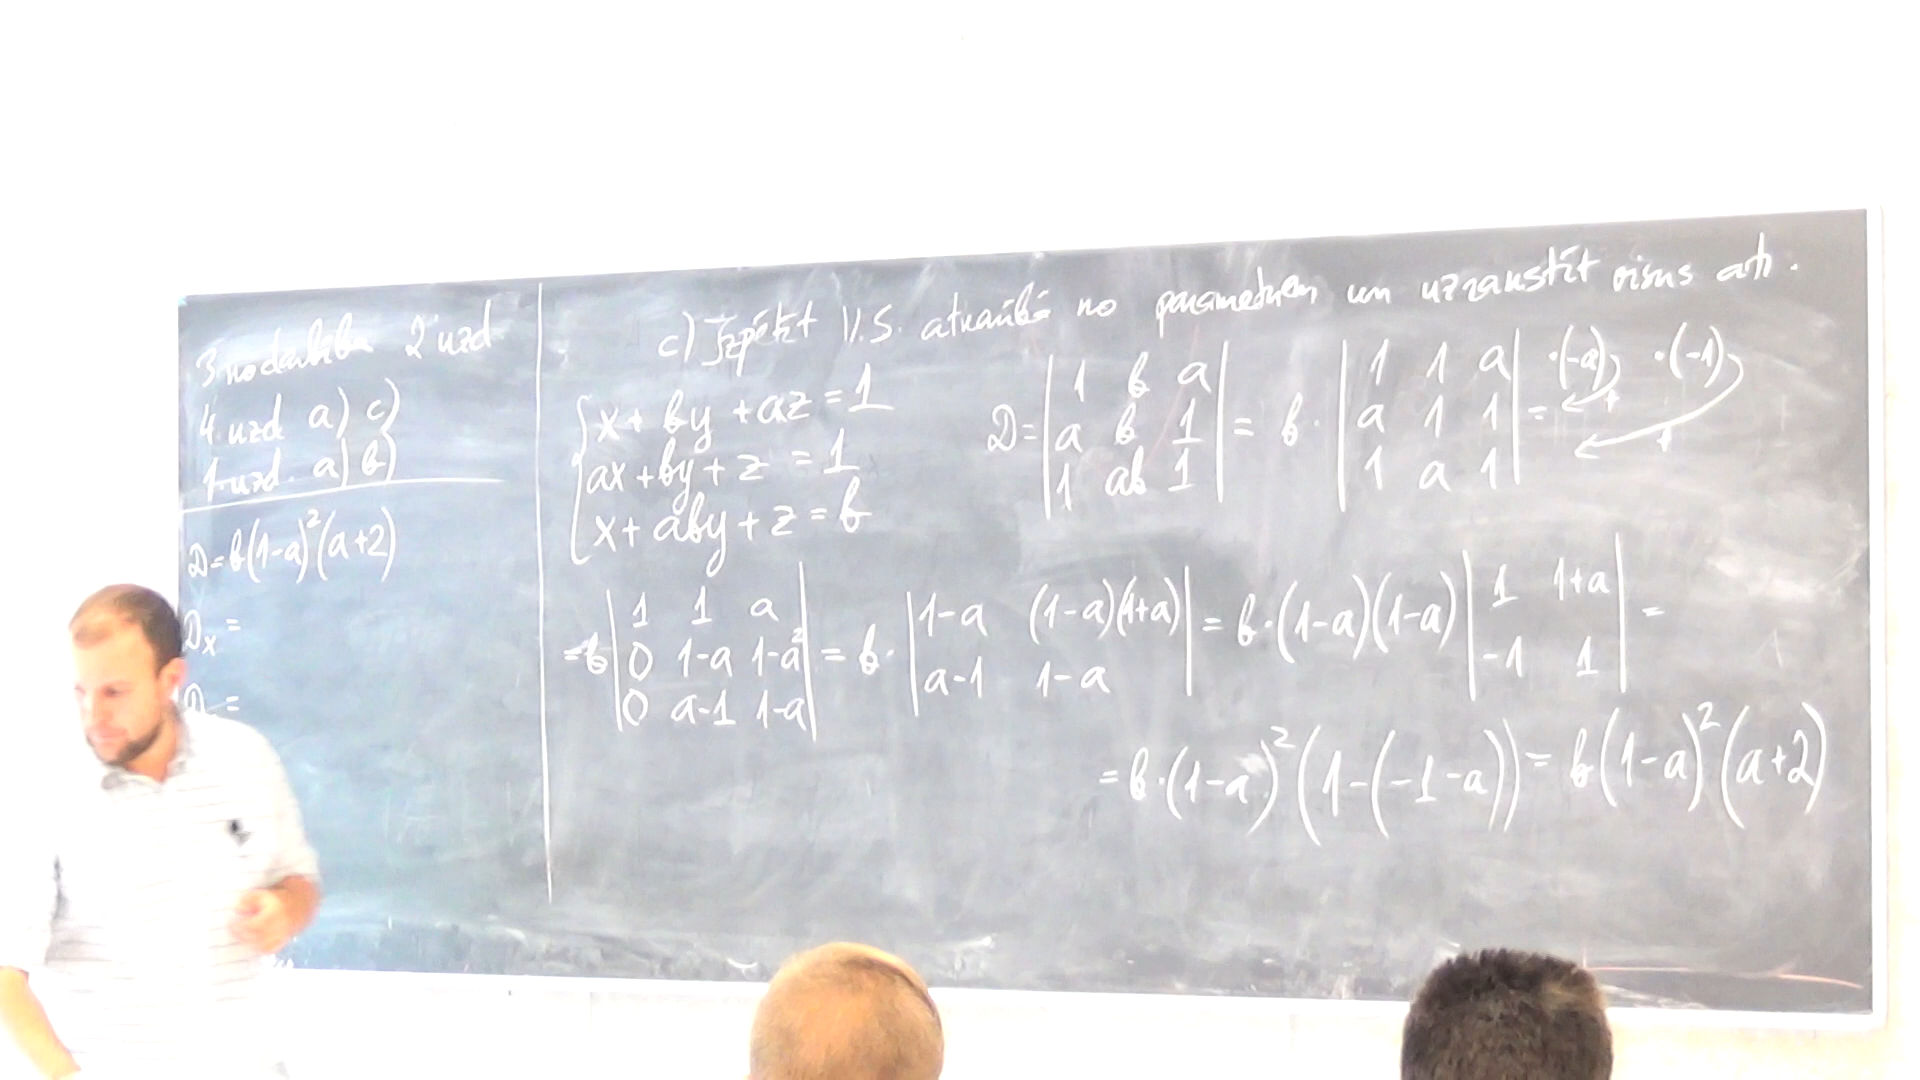 3 nodaļība 2 uzd
4 uzd a) c)
1. uzd. a) b)
D=b(1-a)²(a+2)
Dx =
D =
c) Izpētīt V.S. atkarībā no parametriem un uzrakstīt visus atr.
x + by + az = 1
ax + by + z = 1
x + aby + z = b
D = |1 b a| = b · |1 1 a| ·(-a) ·(-1)
|a b 1| |a 1 1| = +
|1 ab 1| |1 a 1| +
=b |1 1 a| = b · |1-a (1-a)(1+a)| = b·(1-a)(1-a) |1 1+a| =
|0 1-a 1-a²| |a-1 1-a| |-1 1|
|0 a-1 1-a|
= b·(1-a)²(1-(-1-a)) = b(1-a)²(a+2)